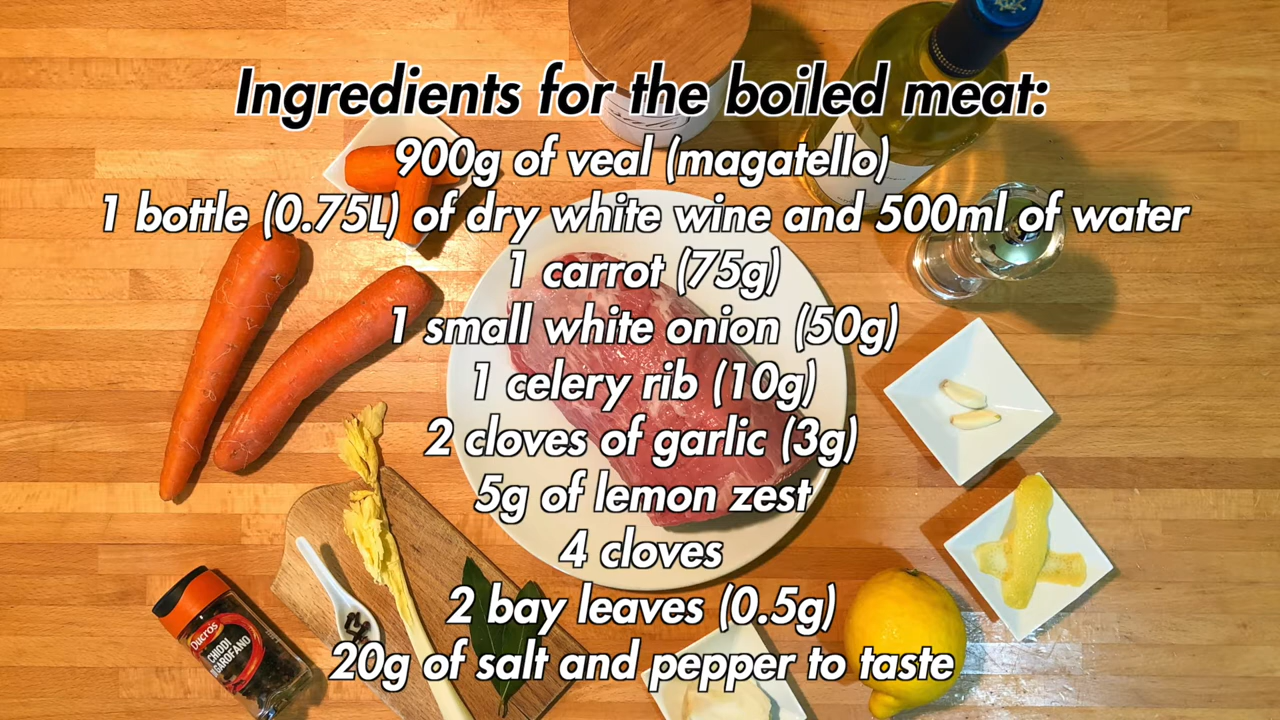 Ingredients for the boiled meat:
900g of veal (magatello)
1 bottle (0.75L) of dry white wine and 500ml of water
1 carrot (75g)
1 small white onion (50g)
1 celery rib (10g)
2 cloves of garlic (3g)
5g of lemon zest
4 cloves
2 bay leaves (0.5g)
20g of salt and pepper to taste
Ducros
CHIODI
GAROFANO